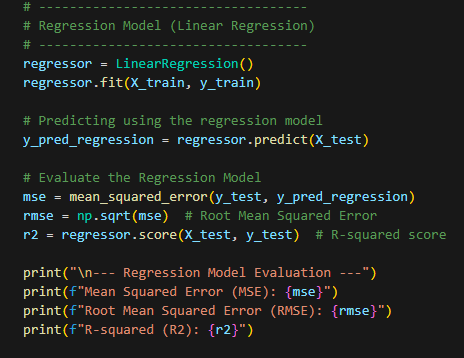 # -----------------------------------
# Regression Model (Linear Regression)
# -----------------------------------
regressor = LinearRegression()
regressor.fit(X_train, y_train)
# Predicting using the regression model
y_pred_regression = regressor.predict(X_test)
# Evaluate the Regression Model
mse = mean_squared_error(y_test, y_pred_regression)
rmse = np.sqrt(mse)  # Root Mean Squared Error
r2 = regressor.score(X_test, y_test)  # R-squared score
print("\n--- Regression Model Evaluation ---")
print(f"Mean Squared Error (MSE): {mse}")
print(f"Root Mean Squared Error (RMSE): {rmse}")
print(f"R-squared (R2): {r2}")